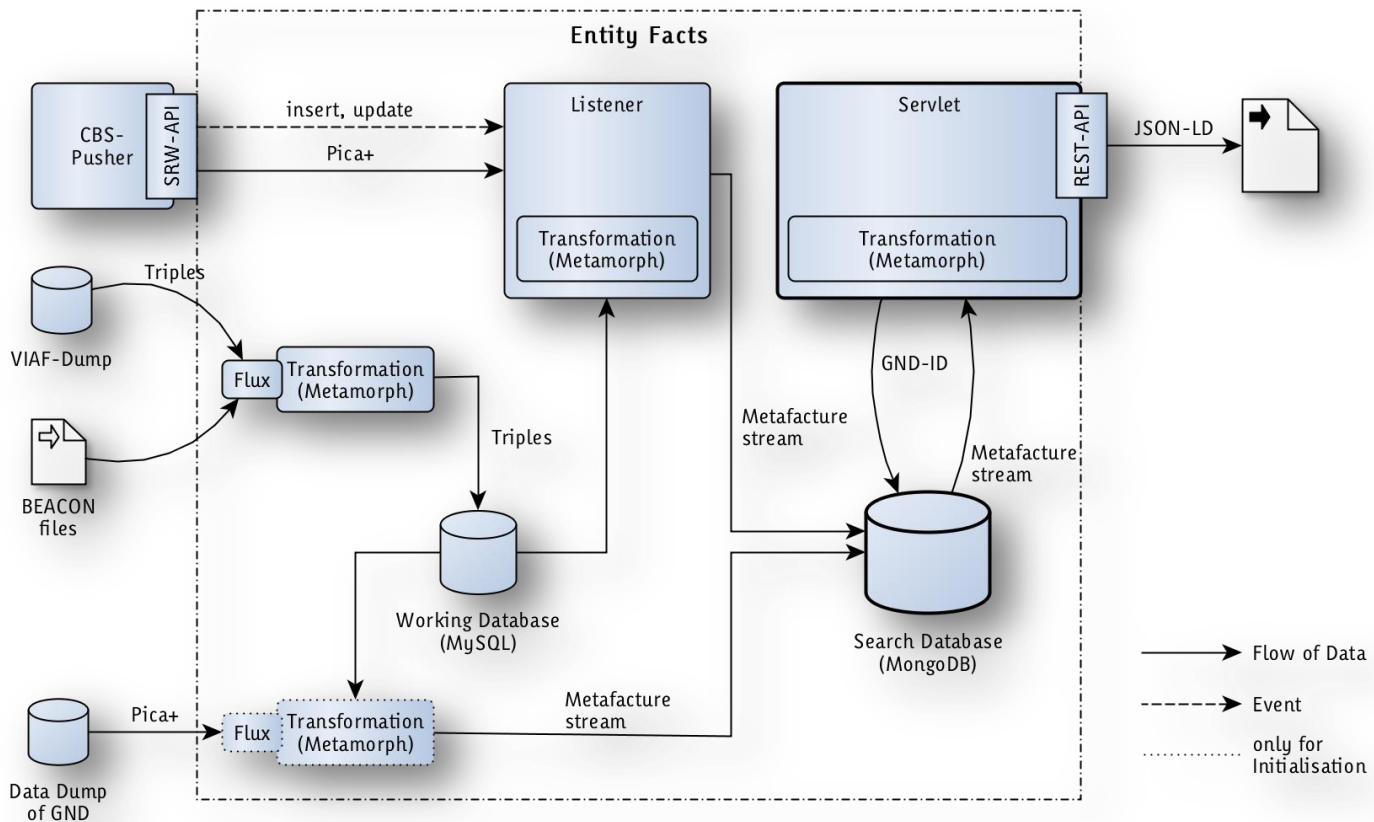 Entity Facts
CBS-
Pusher
SRW-API
insert, update
Pica+
Listener
Transformation
(Metamorph)
Servlet
Transformation
(Metamorph)
REST-API
JSON-LD
VIAF-Dump
Triples
BEACON
files
Flux
Transformation
(Metamorph)
Triples
Working Database
(MySQL)
Metafacture
stream
GND-ID
Metafacture
stream
Search Database
(MongoDB)
Data Dump
of GND
Pica+
Flux
Transformation
(Metamorph)
Metafacture
stream
Flow of Data
Event
only for
Initialisation